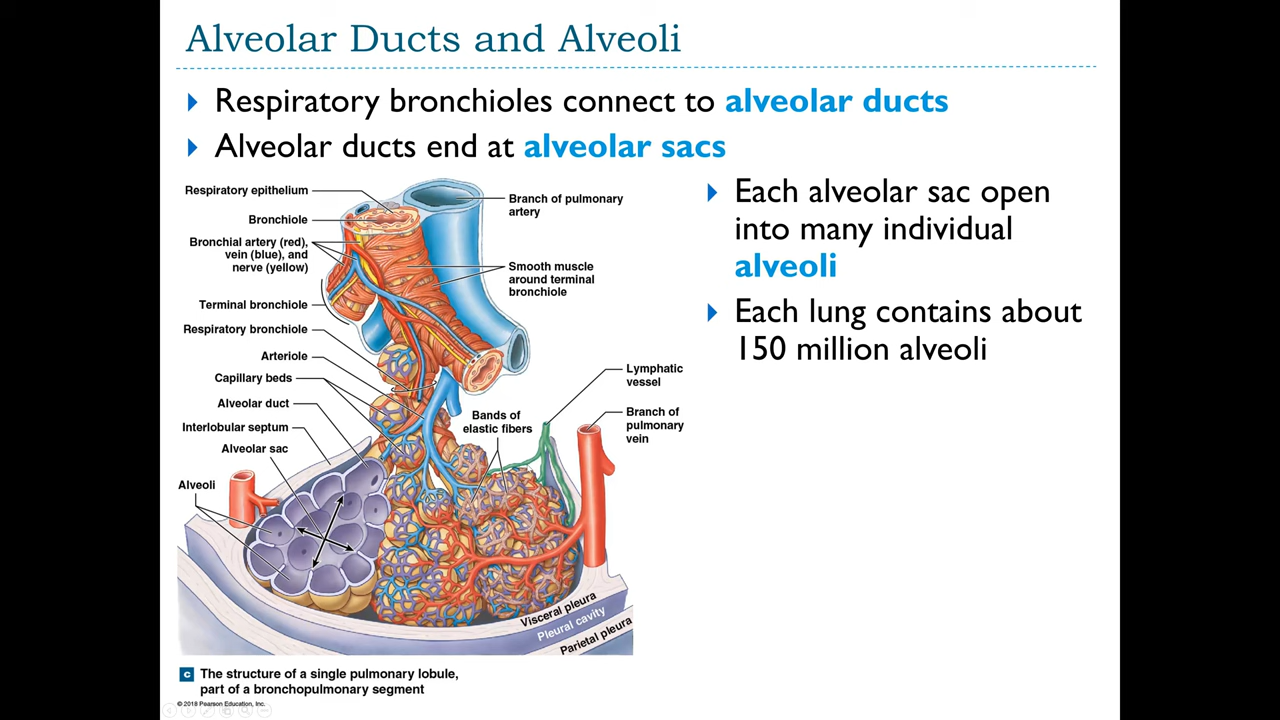 Alveolar Ducts and Alveoli
Respiratory bronchioles connect to alveolar ducts
Alveolar ducts end at alveolar sacs
Each alveolar sac open
into many individual
alveoli
Each lung contains about
150 million alveoli
Respiratory epithelium
Bronchiole
Bronchial artery (red),
vein (blue), and
nerve (yellow)
Terminal bronchiole
Respiratory bronchiole
Arteriole
Capillary beds
Alveolar duct
Interlobular septum
Alveolar sac
Alveoli
Branch of pulmonary
artery
Smooth muscle
around terminal
bronchiole
Bands of
elastic fibers
Lymphatic
vessel
Branch of
pulmonary
vein
Visceral pleura
Pleural cavity
Parietal pleura
c The structure of a single pulmonary lobule,
part of a bronchopulmonary segment
© 2018 Pearson Education, Inc.